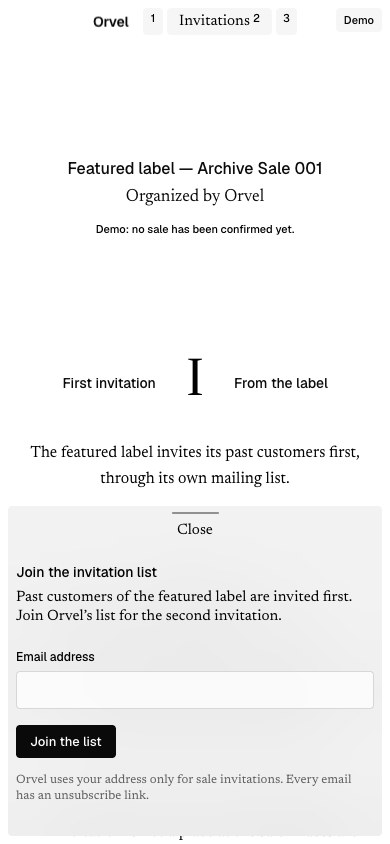 Orvel 1 Invitations 2 3 Demo
Featured label — Archive Sale 001
Organized by Orvel
Demo: no sale has been confirmed yet.
First invitation I From the label
The featured label invites its past customers first,
through its own mailing list.
Close
Join the invitation list
Past customers of the featured label are invited first.
Join Orvel’s list for the second invitation.
Email address
Join the list
Orvel uses your address only for sale invitations. Every email
has an unsubscribe link.